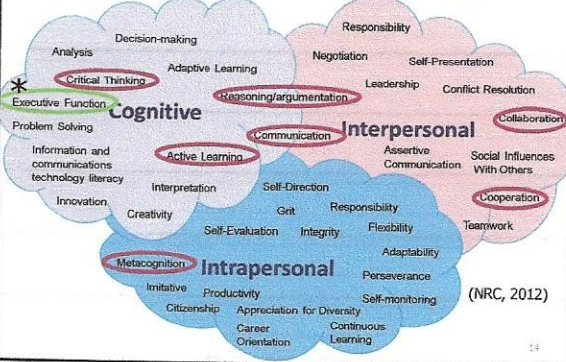 Decision-making
Analysis
Adaptive Learning
Critical Thinking
*
Executive Function
Cognitive
Problem Solving
Reasoning/argumentation
Communication
Information and
communications
technology literacy
Active Learning
Interpretation
Innovation
Creativity
Responsibility
Negotiation
Self-Presentation
Leadership
Conflict Resolution
Collaboration
Interpersonal
Assertive
Communication
Social Influences
With Others
Cooperation
Teamwork
Self-Direction
Grit
Responsibility
Self-Evaluation
Integrity
Flexibility
Adaptability
Metacognition
Intrapersonal
Perseverance
Imitative
Productivity
Self-monitoring
Citizenship
Appreciation for Diversity
Career
Orientation
Continuous
Learning
(NRC, 2012)
14